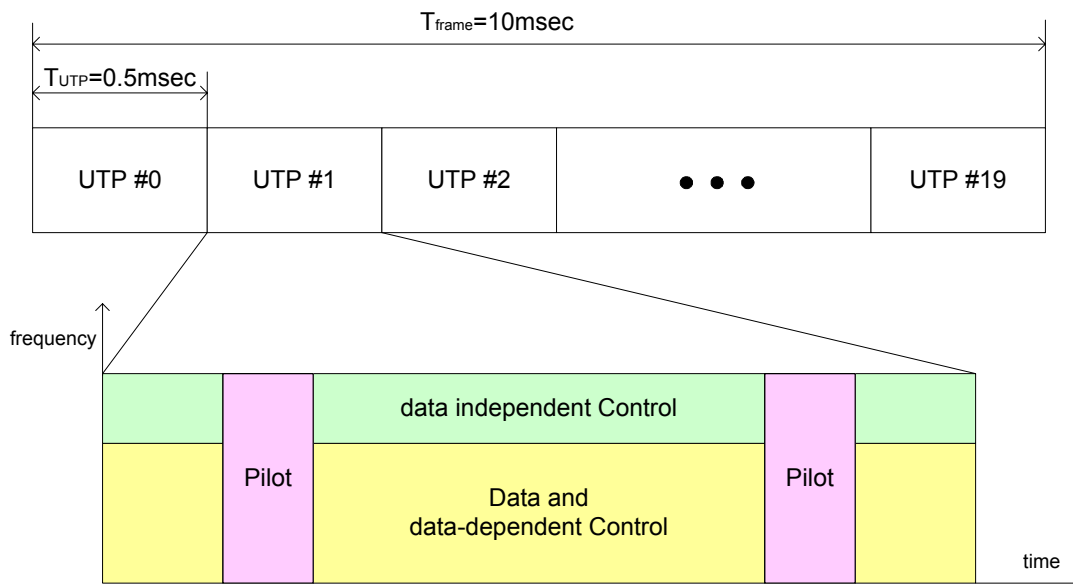 Tframe=10msec
TUTP=0.5msec
UTP #0
UTP #1
UTP #2
UTP #19
frequency
data independent Control
Pilot
Pilot
Data and
data-dependent Control
time